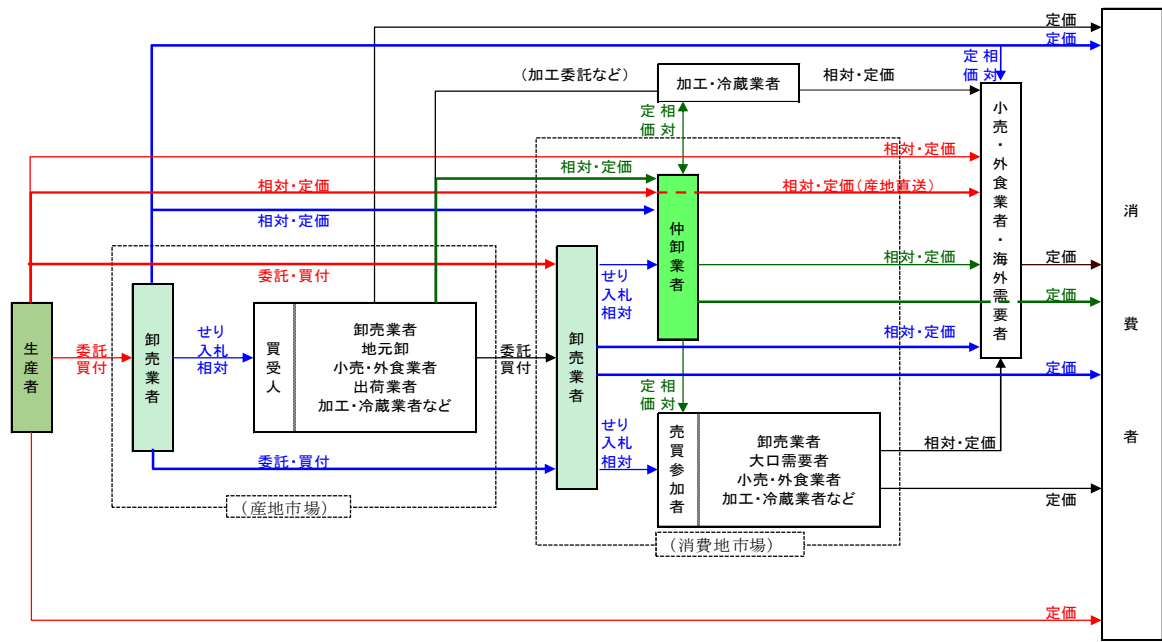 定価
定価
定 相
価 対
(加工委託など)
加工・冷蔵業者
相対・定価
定 相
価 対
相対・定価
相対・定価
相対・定価
相対・定価(産地直送)
相対・定価
委託・買付
せり
入札
相対
仲卸業者
相対・定価
定価
小売・外食業者・海外需要者
定価
消費者
生産者
委託
買付
卸売業者
せり
入札
相対
買受人
卸売業者
地元卸
小売・外食業者
出荷業者
加工・冷蔵業者など
委託
買付
卸売業者
相対・定価
定価
定 相
価 対
せり
入札
相対
売買参加者
卸売業者
大口需要者
小売・外食業者
加工・冷蔵業者など
相対・定価
定価
委託・買付
(産地市場)
(消費地市場)
定価